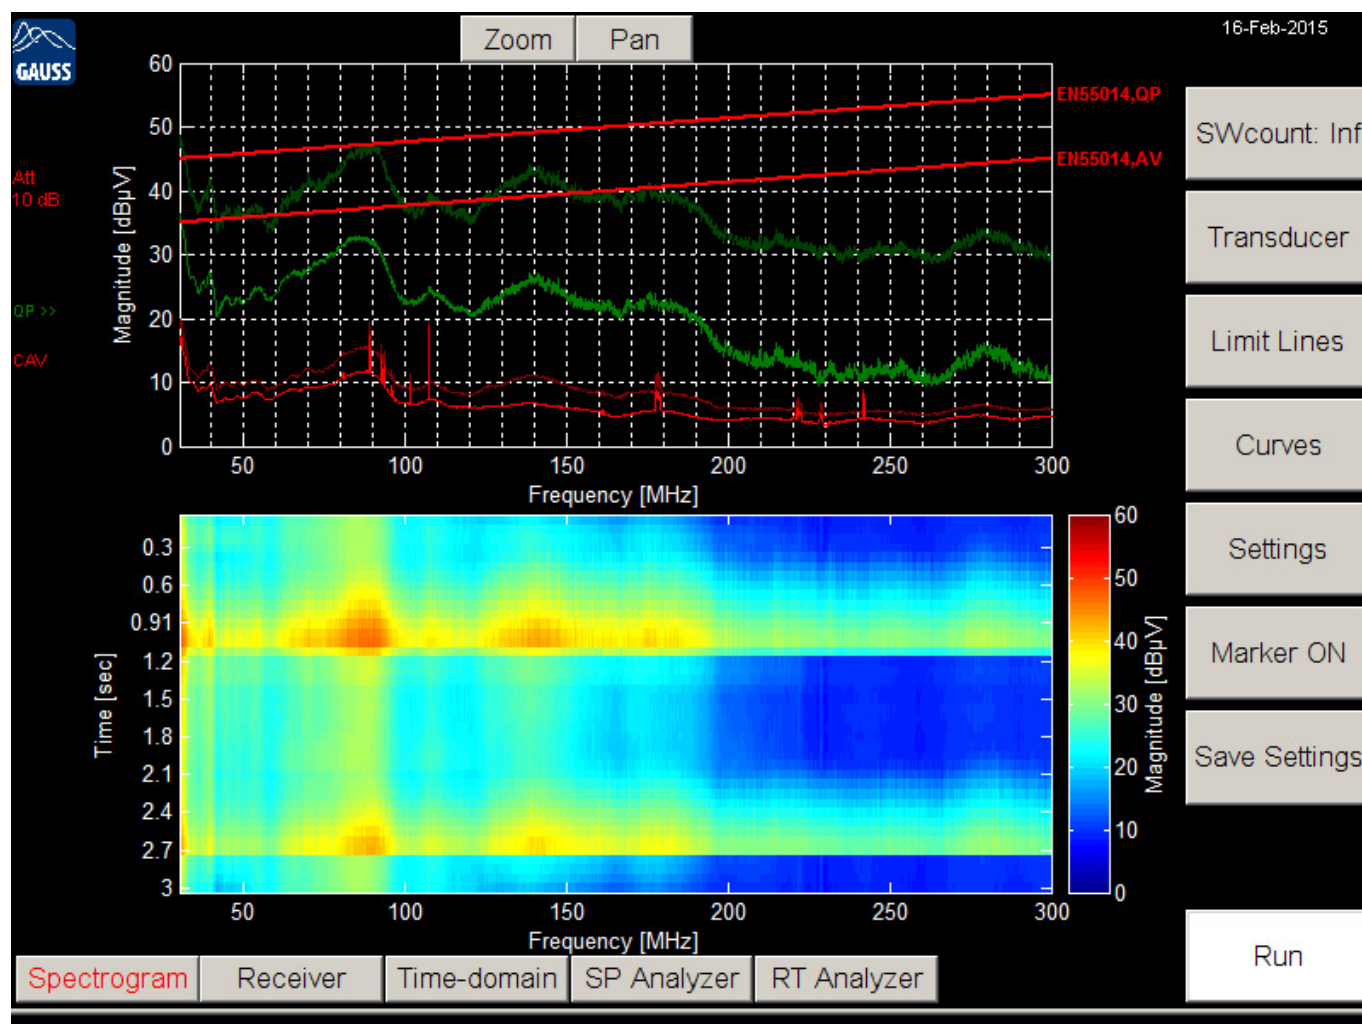 16-Feb-2015
GAUSS
Zoom
Pan
60
50
40
30
20
10
0
Magnitude [dBµV]
EN55014,QP
EN55014,AV
Att
10 dB
QP >>
CAV
50
100
150
200
250
300
Frequency [MHz]
SWcount: Inf
Transducer
Limit Lines
Curves
Settings
Marker ON
Save Settings
Run
0.3
0.6
0.91
1.2
1.5
1.8
2.1
2.4
2.7
3
Time [sec]
50
100
150
200
250
300
Frequency [MHz]
60
50
40
30
20
10
0
Magnitude [dBµV]
Spectrogram
Receiver
Time-domain
SP Analyzer
RT Analyzer